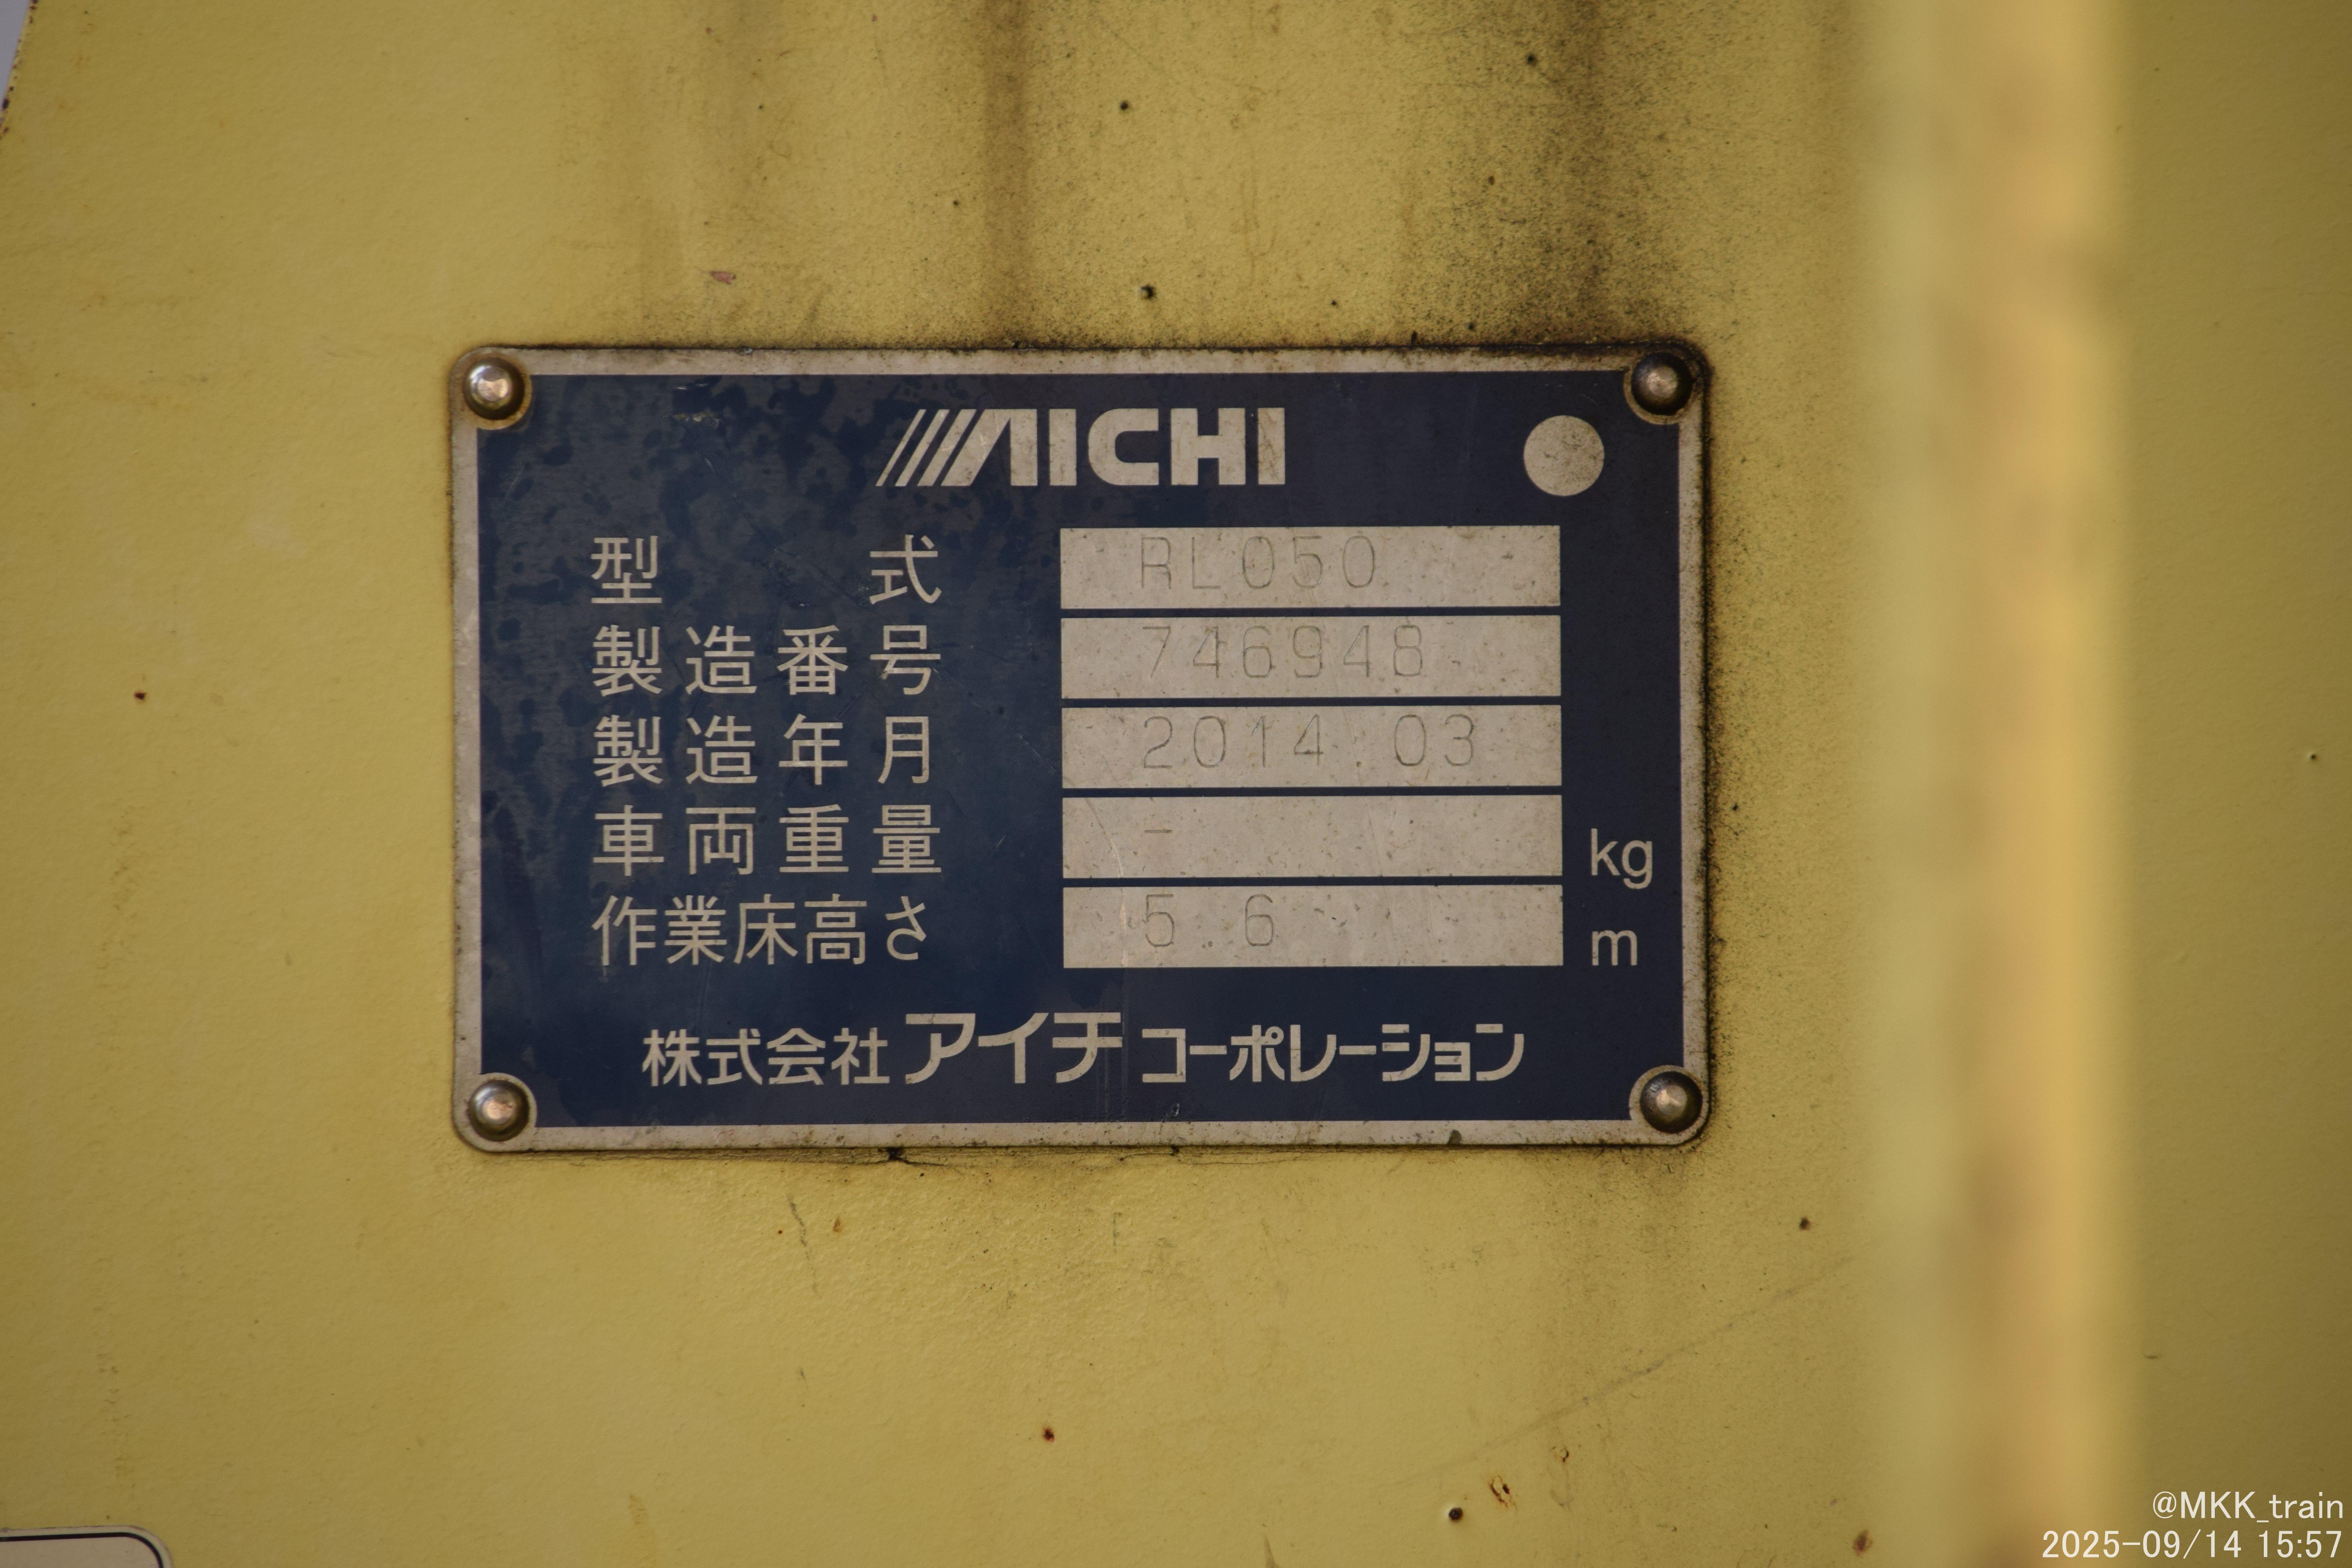 AICHI
型式 RL050
製造番号 746948
製造年月 2014.03
車両重量 - kg
作業床高さ 5.6 m
株式会社アイチコーポレーション
@MKK_train
2025-09/14 15:57